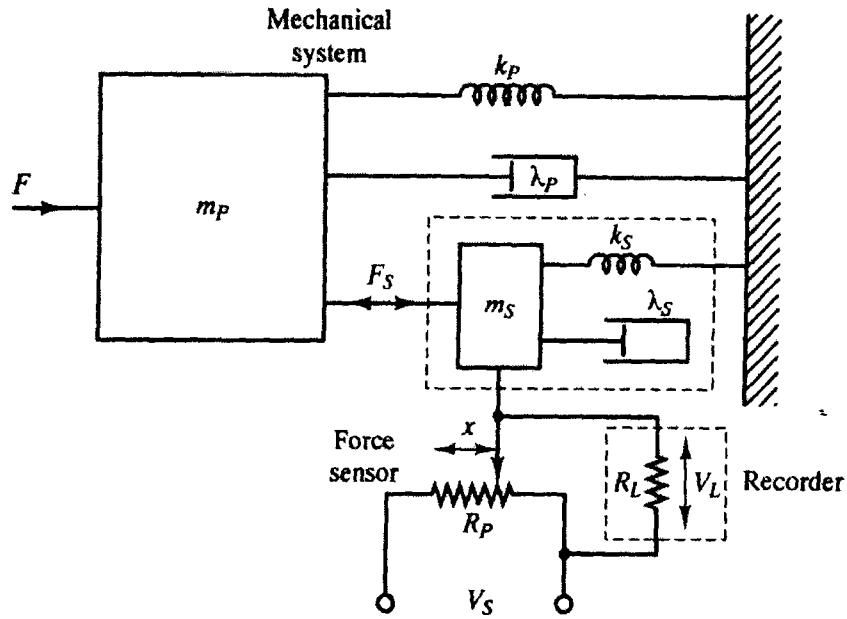 Mechanical
system
k_P
F
m_P
λ_P
k_S
F_S
m_S
λ_S
Force
sensor
x
R_P
R_L
V_L
Recorder
V_S